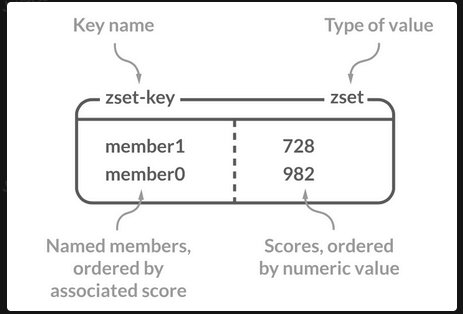 Key name
Type of value
zset-key
zset
member1
728
member0
982
Named members,
ordered by
associated score
Scores, ordered
by numeric value